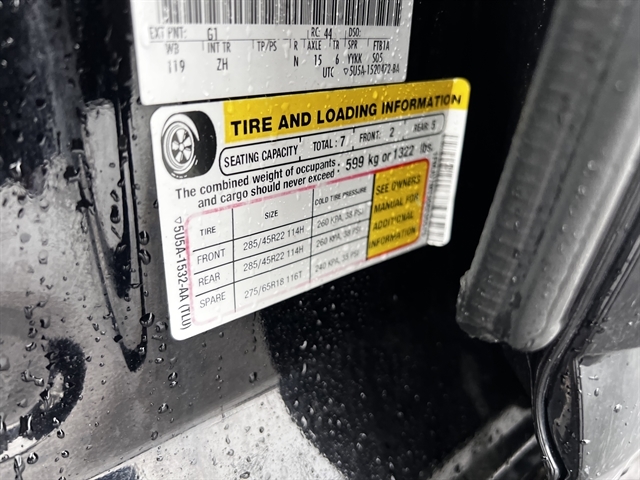 EXT PNT: G1 RC: 44 DSO:
WB INT TR TP/PS R AXLE TR SPR FTB1A
119 ZH N 15 6 YYKK SOS
UTC ▽5U5A-1520472-BA
TIRE AND LOADING INFORMATION
SEATING CAPACITY TOTAL: 7 FRONT: 2 REAR: 5
The combined weight of occupants and cargo should never exceed: 599 kg or 1322 lbs.
TIRE SIZE COLD TIRE PRESSURE
FRONT 285/45R22 114H 260 KPA, 38 PSI
REAR 285/45R22 114H 260 KPA, 38 PSI
SPARE 275/65R18 116T 240 KPA, 35 PSI
SEE OWNERS
MANUAL FOR
ADDITIONAL
INFORMATION
▽5U5A-1532-AA (TLU)